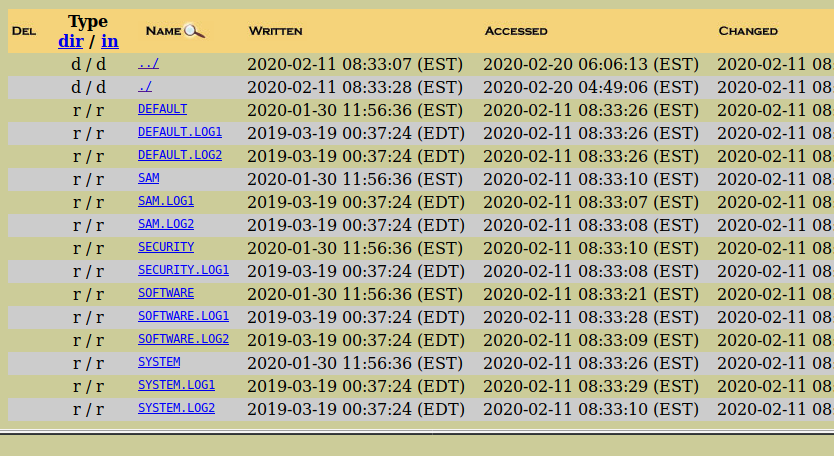 DEL Type dir / in NAME WRITTEN ACCESSED CHANGED
d / d ../ 2020-02-11 08:33:07 (EST) 2020-02-20 06:06:13 (EST) 2020-02-11 08
d / d ./ 2020-02-11 08:33:28 (EST) 2020-02-20 04:49:06 (EST) 2020-02-11 08
r / r DEFAULT 2020-01-30 11:56:36 (EST) 2020-02-11 08:33:26 (EST) 2020-02-11 08
r / r DEFAULT.LOG1 2019-03-19 00:37:24 (EDT) 2020-02-11 08:33:26 (EST) 2020-02-11 08
r / r DEFAULT.LOG2 2019-03-19 00:37:24 (EDT) 2020-02-11 08:33:26 (EST) 2020-02-11 08
r / r SAM 2020-01-30 11:56:36 (EST) 2020-02-11 08:33:10 (EST) 2020-02-11 08
r / r SAM.LOG1 2019-03-19 00:37:24 (EDT) 2020-02-11 08:33:07 (EST) 2020-02-11 08
r / r SAM.LOG2 2019-03-19 00:37:24 (EDT) 2020-02-11 08:33:08 (EST) 2020-02-11 08
r / r SECURITY 2020-01-30 11:56:36 (EST) 2020-02-11 08:33:10 (EST) 2020-02-11 08
r / r SECURITY.LOG1 2019-03-19 00:37:24 (EDT) 2020-02-11 08:33:08 (EST) 2020-02-11 08
r / r SOFTWARE 2020-01-30 11:56:36 (EST) 2020-02-11 08:33:21 (EST) 2020-02-11 08
r / r SOFTWARE.LOG1 2019-03-19 00:37:24 (EDT) 2020-02-11 08:33:28 (EST) 2020-02-11 08
r / r SOFTWARE.LOG2 2019-03-19 00:37:24 (EDT) 2020-02-11 08:33:09 (EST) 2020-02-11 08
r / r SYSTEM 2020-01-30 11:56:36 (EST) 2020-02-11 08:33:26 (EST) 2020-02-11 08
r / r SYSTEM.LOG1 2019-03-19 00:37:24 (EDT) 2020-02-11 08:33:29 (EST) 2020-02-11 08
r / r SYSTEM.LOG2 2019-03-19 00:37:24 (EDT) 2020-02-11 08:33:10 (EST) 2020-02-11 08